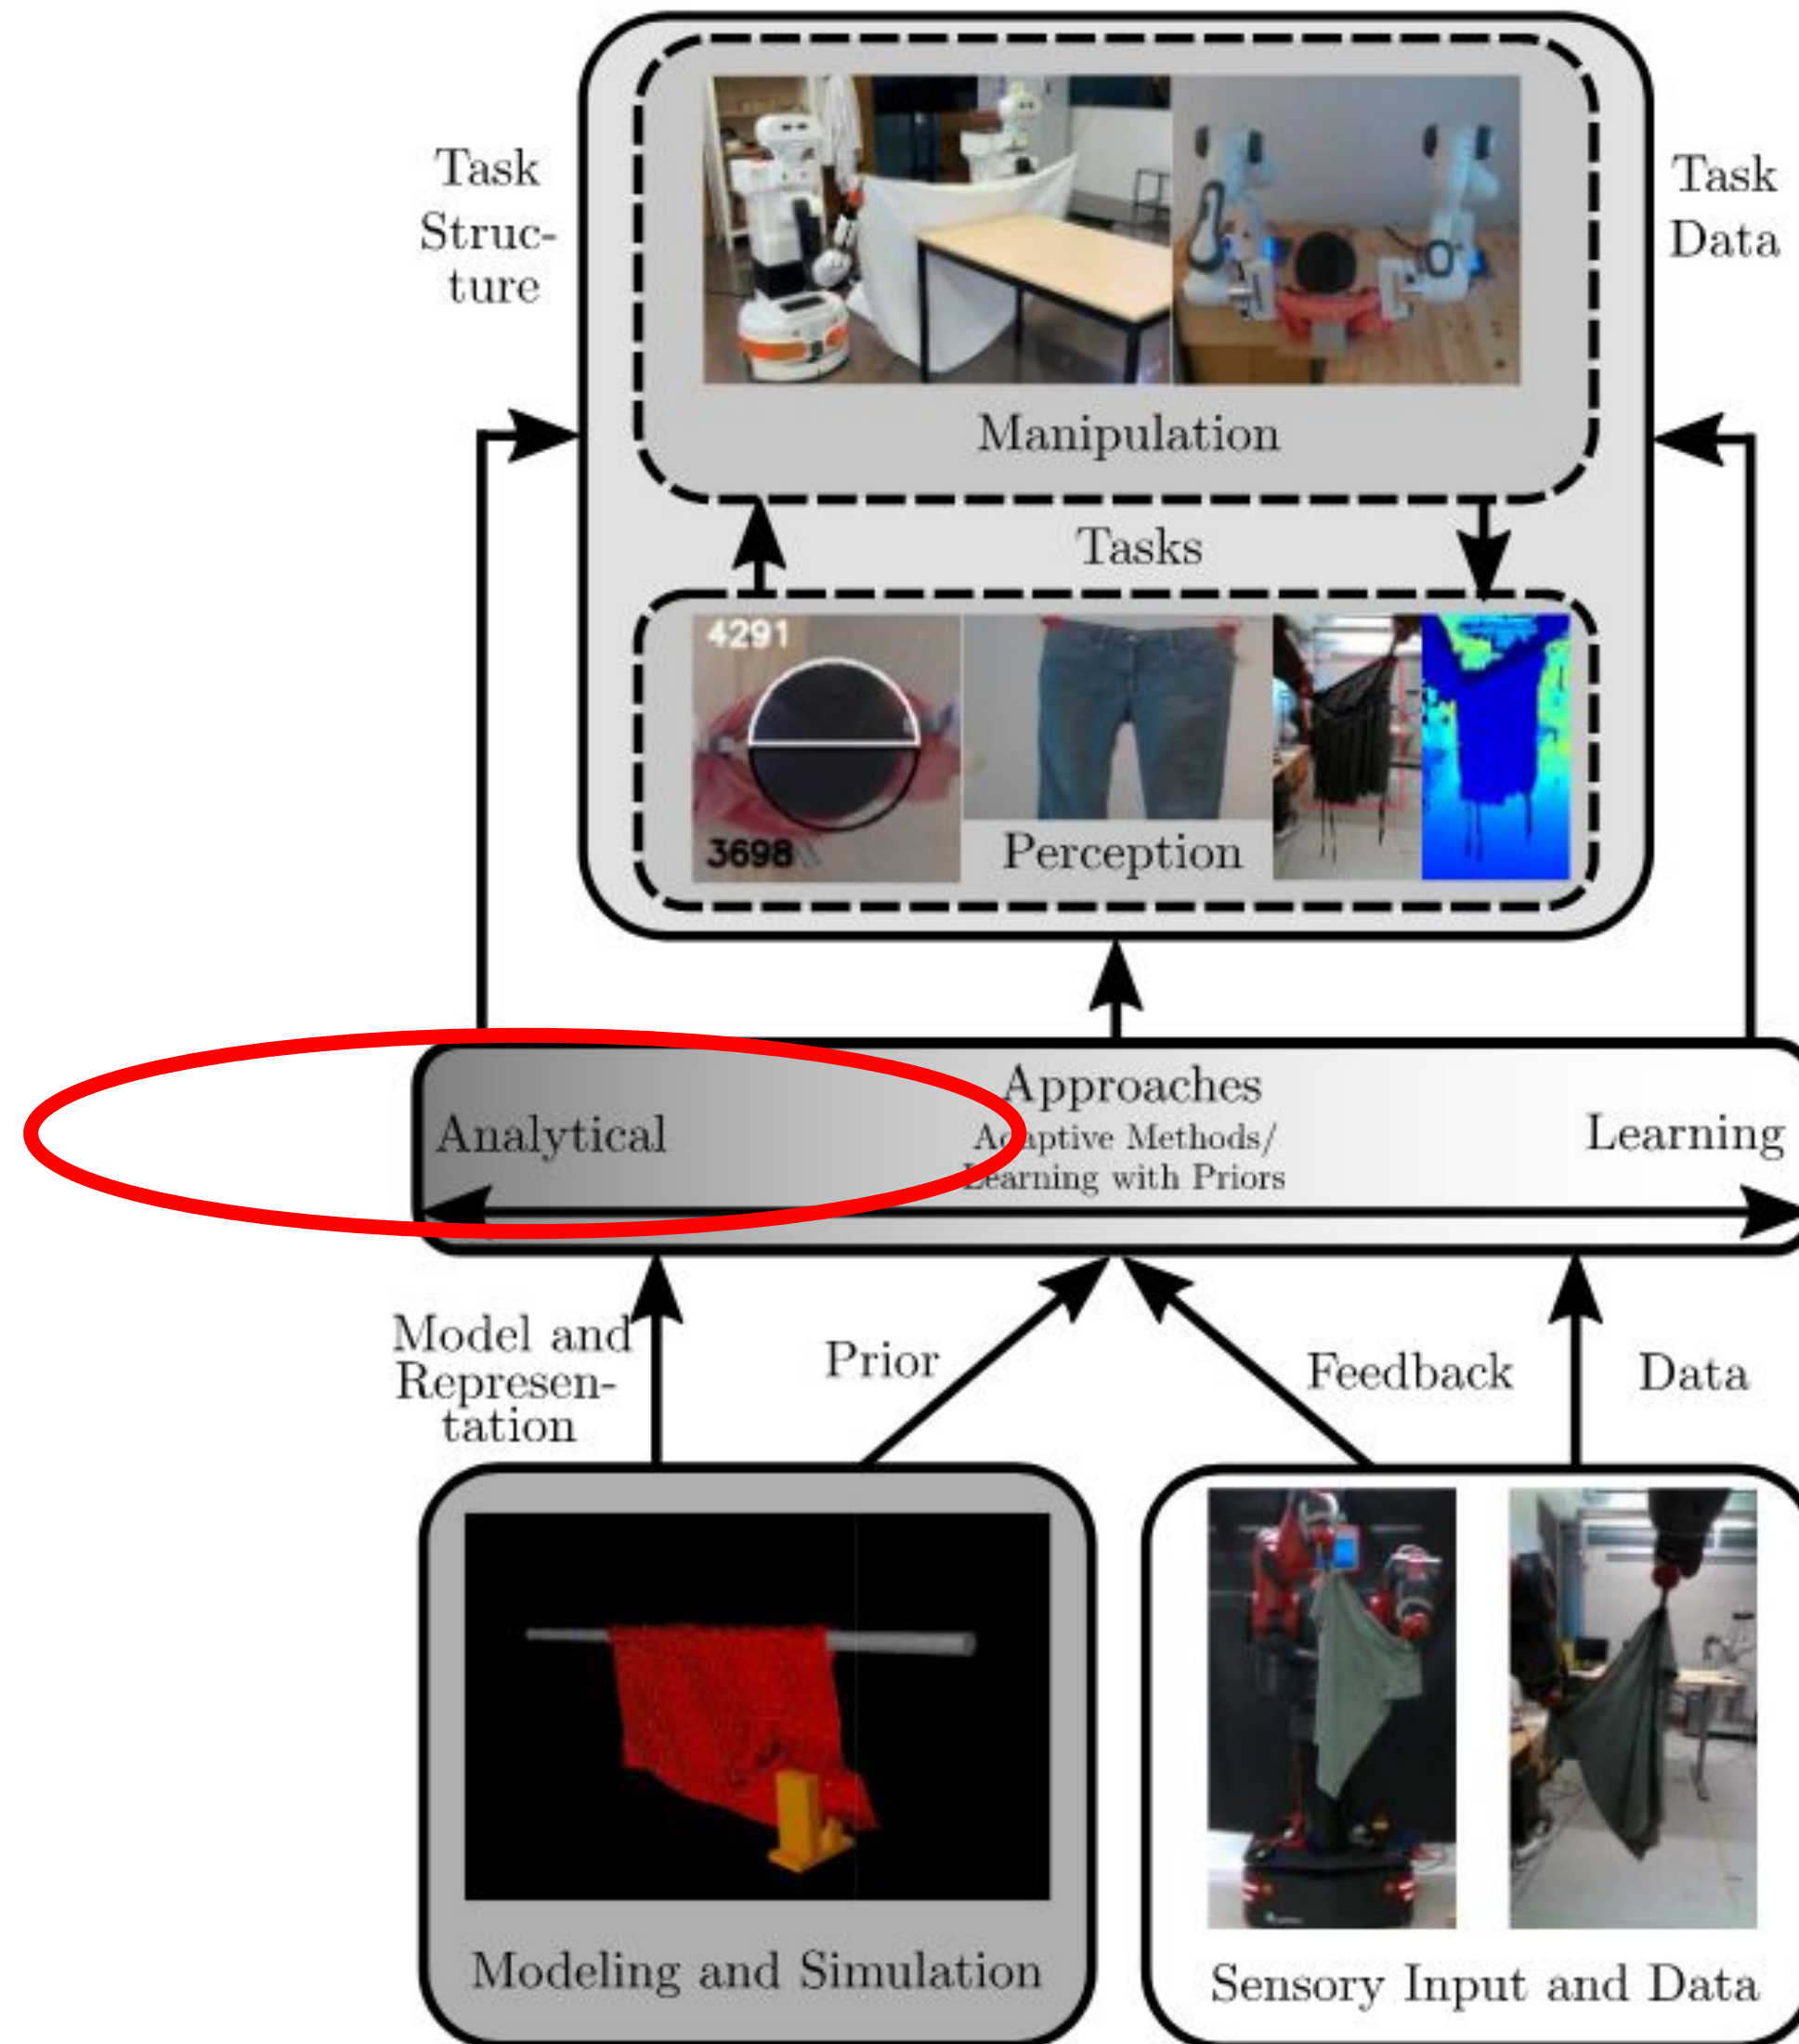 Task
Struc-
ture
Task
Data
Manipulation
Tasks
4291
3698
Perception
Approaches
Analytical
Adaptive Methods/
Learning with Priors
Learning
Model and
Represen-
tation
Prior
Feedback
Data
Modeling and Simulation
Sensory Input and Data